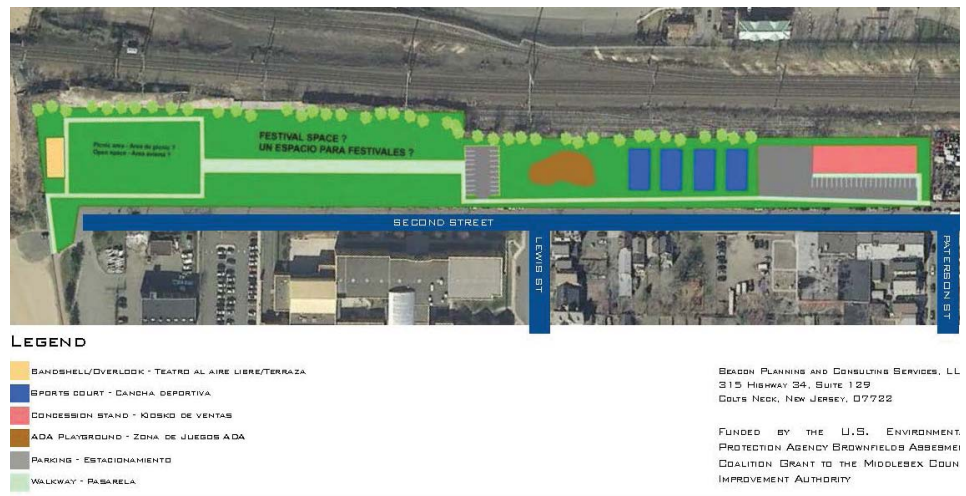 Picnic area - Area de picnic ?
Open space - Area abierta ?
FESTIVAL SPACE ?
UN ESPACIO PARA FESTIVALES ?
SECOND STREET
LEWIS ST
PATERSON ST
LEGEND
BANDSHELL/OVERLOOK - TEATRO AL AIRE LIERE/TERRAZA
SPORTS COURT - CANCHA DEPORTIVA
CONCESSION STAND - KIOSKO DE VENTAS
ADA PLAYGROUND - ZONA DE JUEGOS ADA
PARKING - ESTACIONAMIENTO
WALKWAY - PASARELA
BEACON PLANNING AND CONSULTING SERVICES, LL
315 HIGHWAY 34, SUITE 129
COLTS NECK, NEW JERSEY, 07722
FUNDED BY THE U.S. ENVIRONMENT
PROTECTION AGENCY BROWNFIELDS ASSESMEN
COALITION GRANT TO THE MIDDLESEX COUN
IMPROVEMENT AUTHORITY